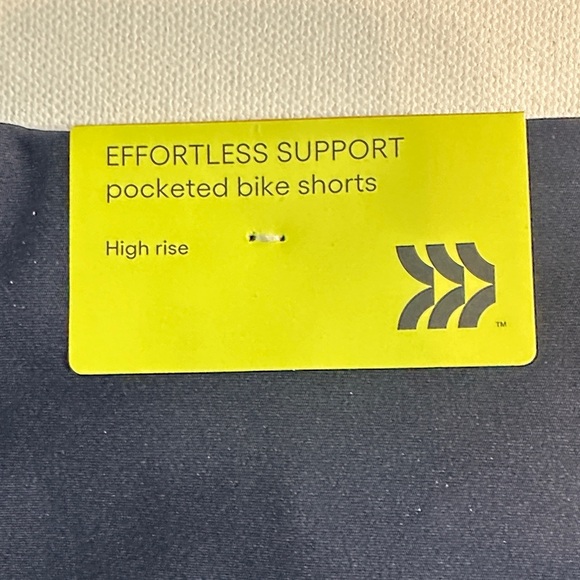 EFFORTLESS SUPPORT
pocketed bike shorts
High rise
TM